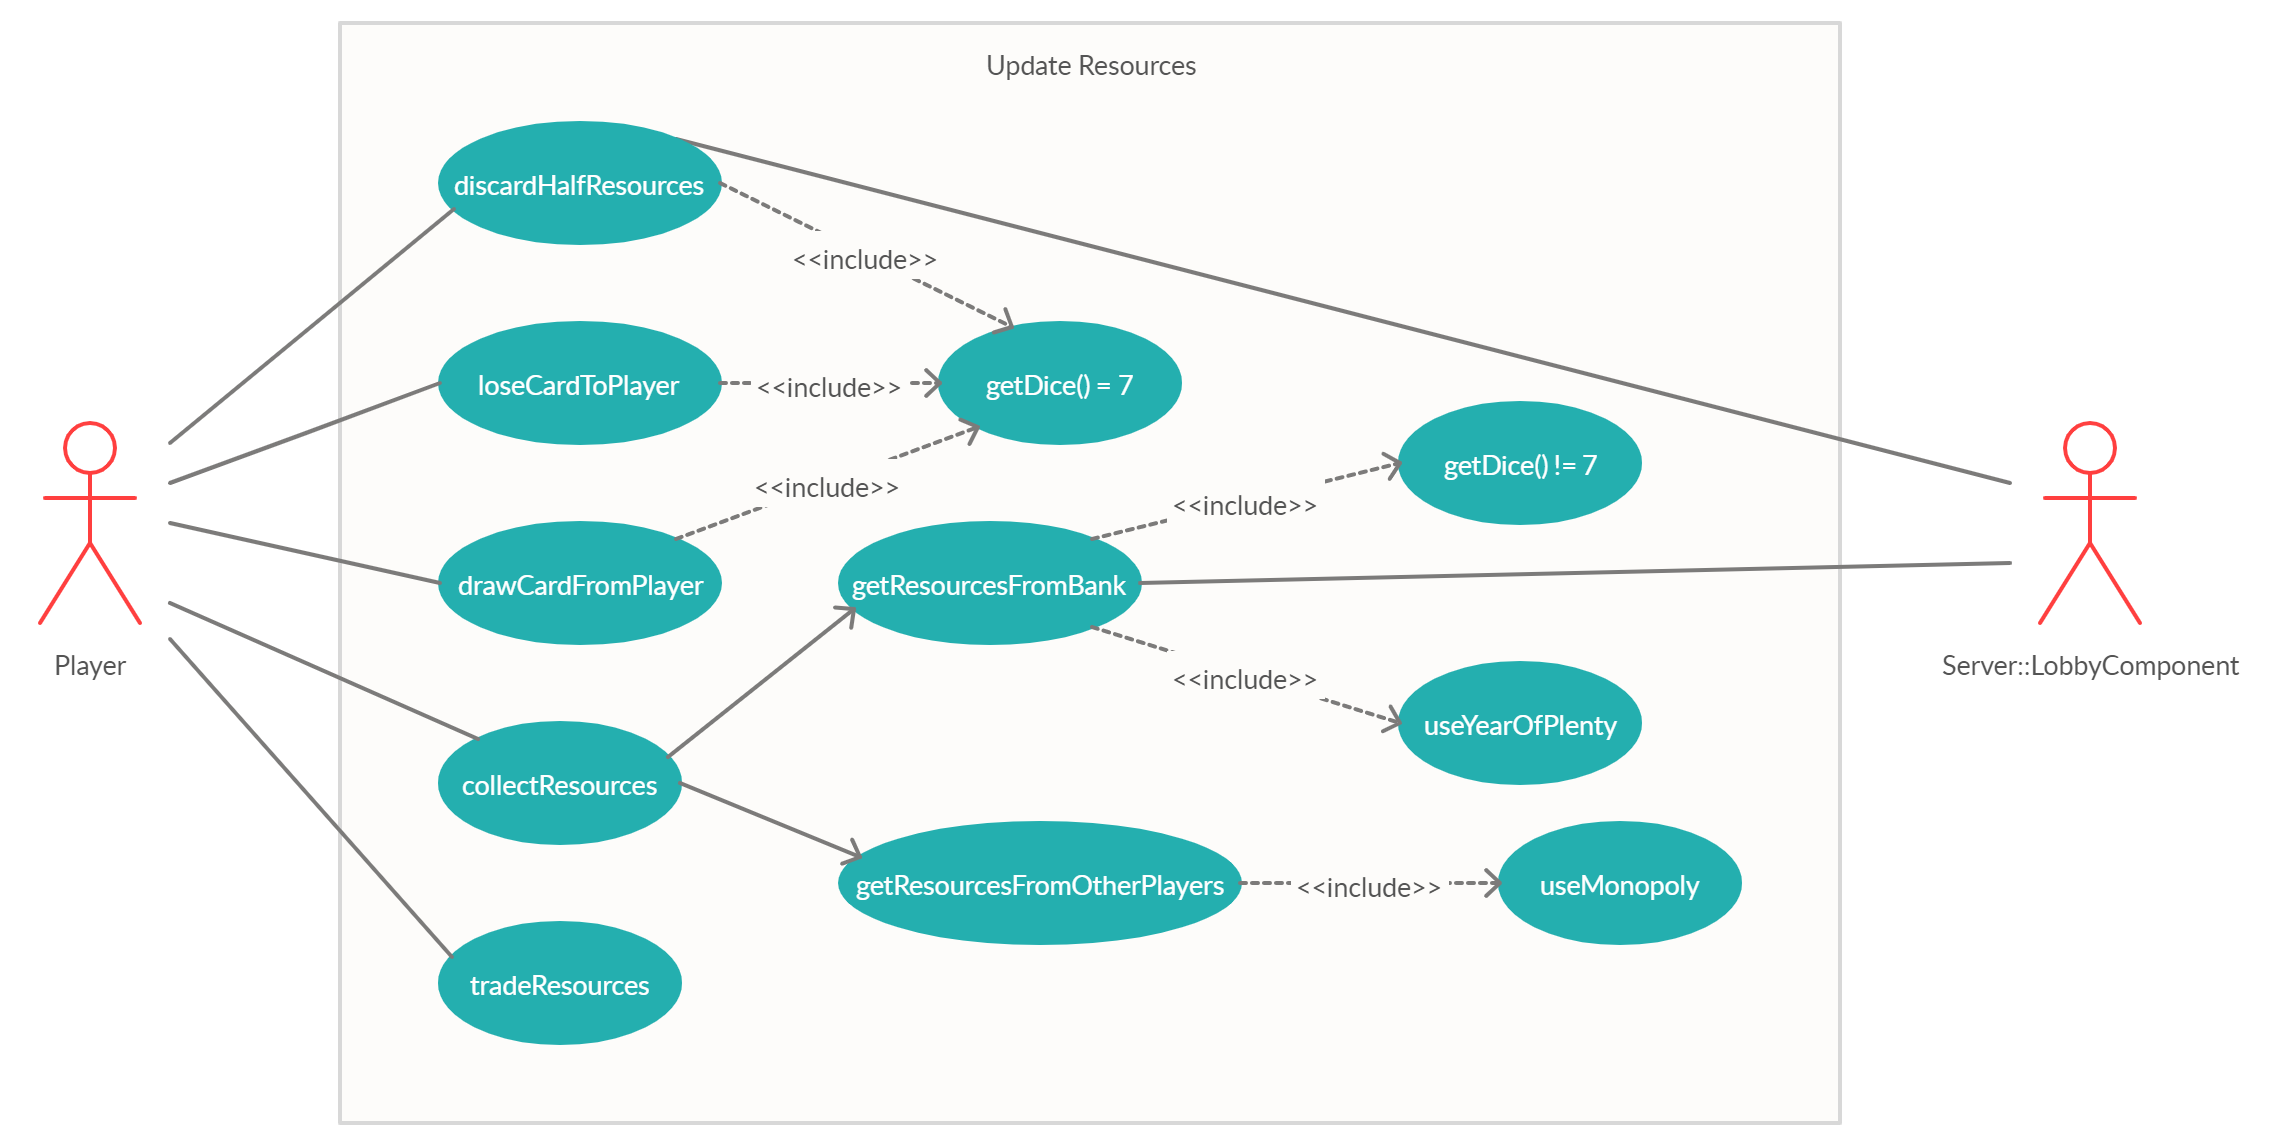 Update Resources
discardHalfResources
<<include>>
loseCardToPlayer
<<include>>
getDice() = 7
getDice() != 7
<<include>>
<<include>>
drawCardFromPlayer
getResourcesFromBank
Player
Server::LobbyComponent
<<include>>
useYearOfPlenty
collectResources
getResourcesFromOtherPlayers
<<include>>
useMonopoly
tradeResources